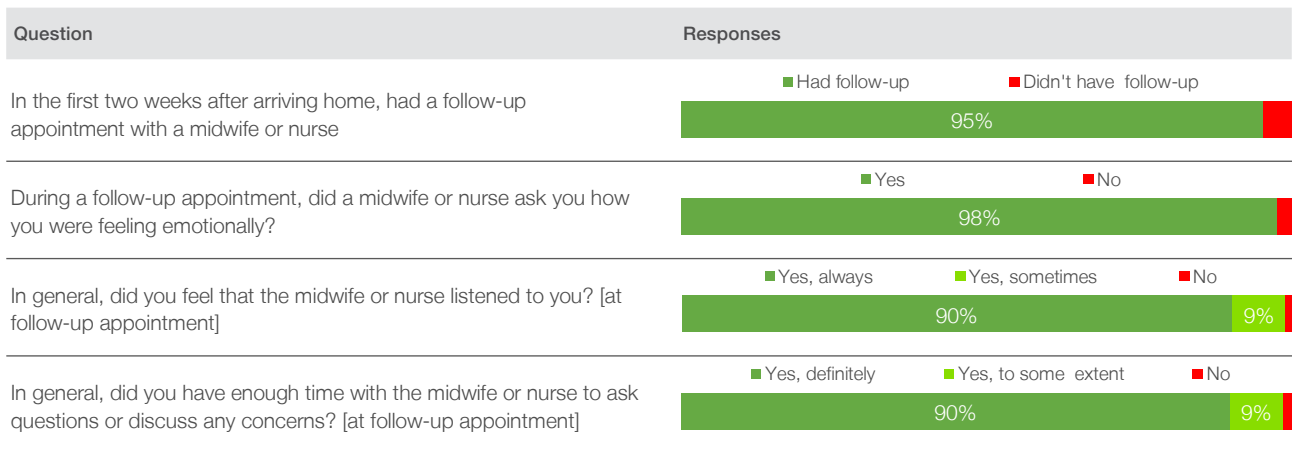 Question
Responses
In the first two weeks after arriving home, had a follow-up
appointment with a midwife or nurse
Had follow-up Didn't have follow-up
95%
During a follow-up appointment, did a midwife or nurse ask you how
you were feeling emotionally?
Yes No
98%
In general, did you feel that the midwife or nurse listened to you? [at
follow-up appointment]
Yes, always Yes, sometimes No
90% 9%
In general, did you have enough time with the midwife or nurse to ask
questions or discuss any concerns? [at follow-up appointment]
Yes, definitely Yes, to some extent No
90% 9%